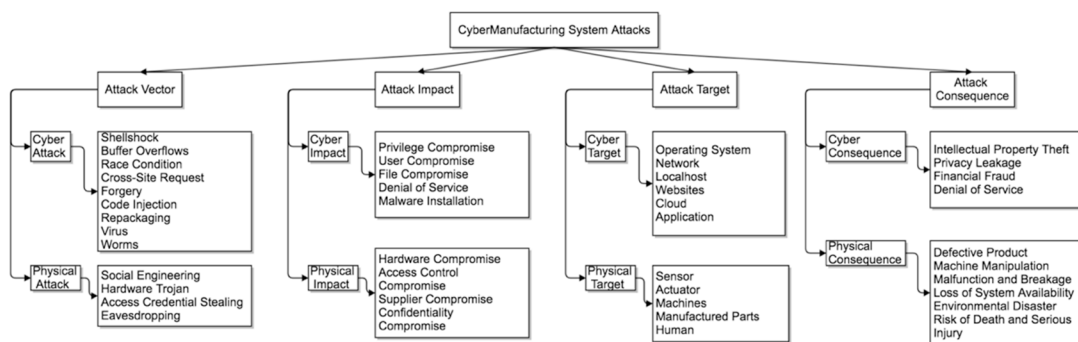 CyberManufacturing System Attacks
Attack Vector
Cyber
Attack
Shellshock
Buffer Overflows
Race Condition
Cross-Site Request
Forgery
Code Injection
Repackaging
Virus
Worms
Physical
Attack
Social Engineering
Hardware Trojan
Access Credential Stealing
Eavesdropping
Attack Impact
Cyber
Impact
Privilege Compromise
User Compromise
File Compromise
Denial of Service
Malware Installation
Physical
Impact
Hardware Compromise
Access Control
Compromise
Supplier Compromise
Confidentiality
Compromise
Attack Target
Cyber
Target
Operating System
Network
Localhost
Websites
Cloud
Application
Physical
Target
Sensor
Actuator
Machines
Manufactured Parts
Human
Attack
Consequence
Cyber
Consequence
Intellectual Property Theft
Privacy Leakage
Financial Fraud
Denial of Service
Physical
Consequence
Defective Product
Machine Manipulation
Malfunction and Breakage
Loss of System Availability
Environmental Disaster
Risk of Death and Serious
Injury